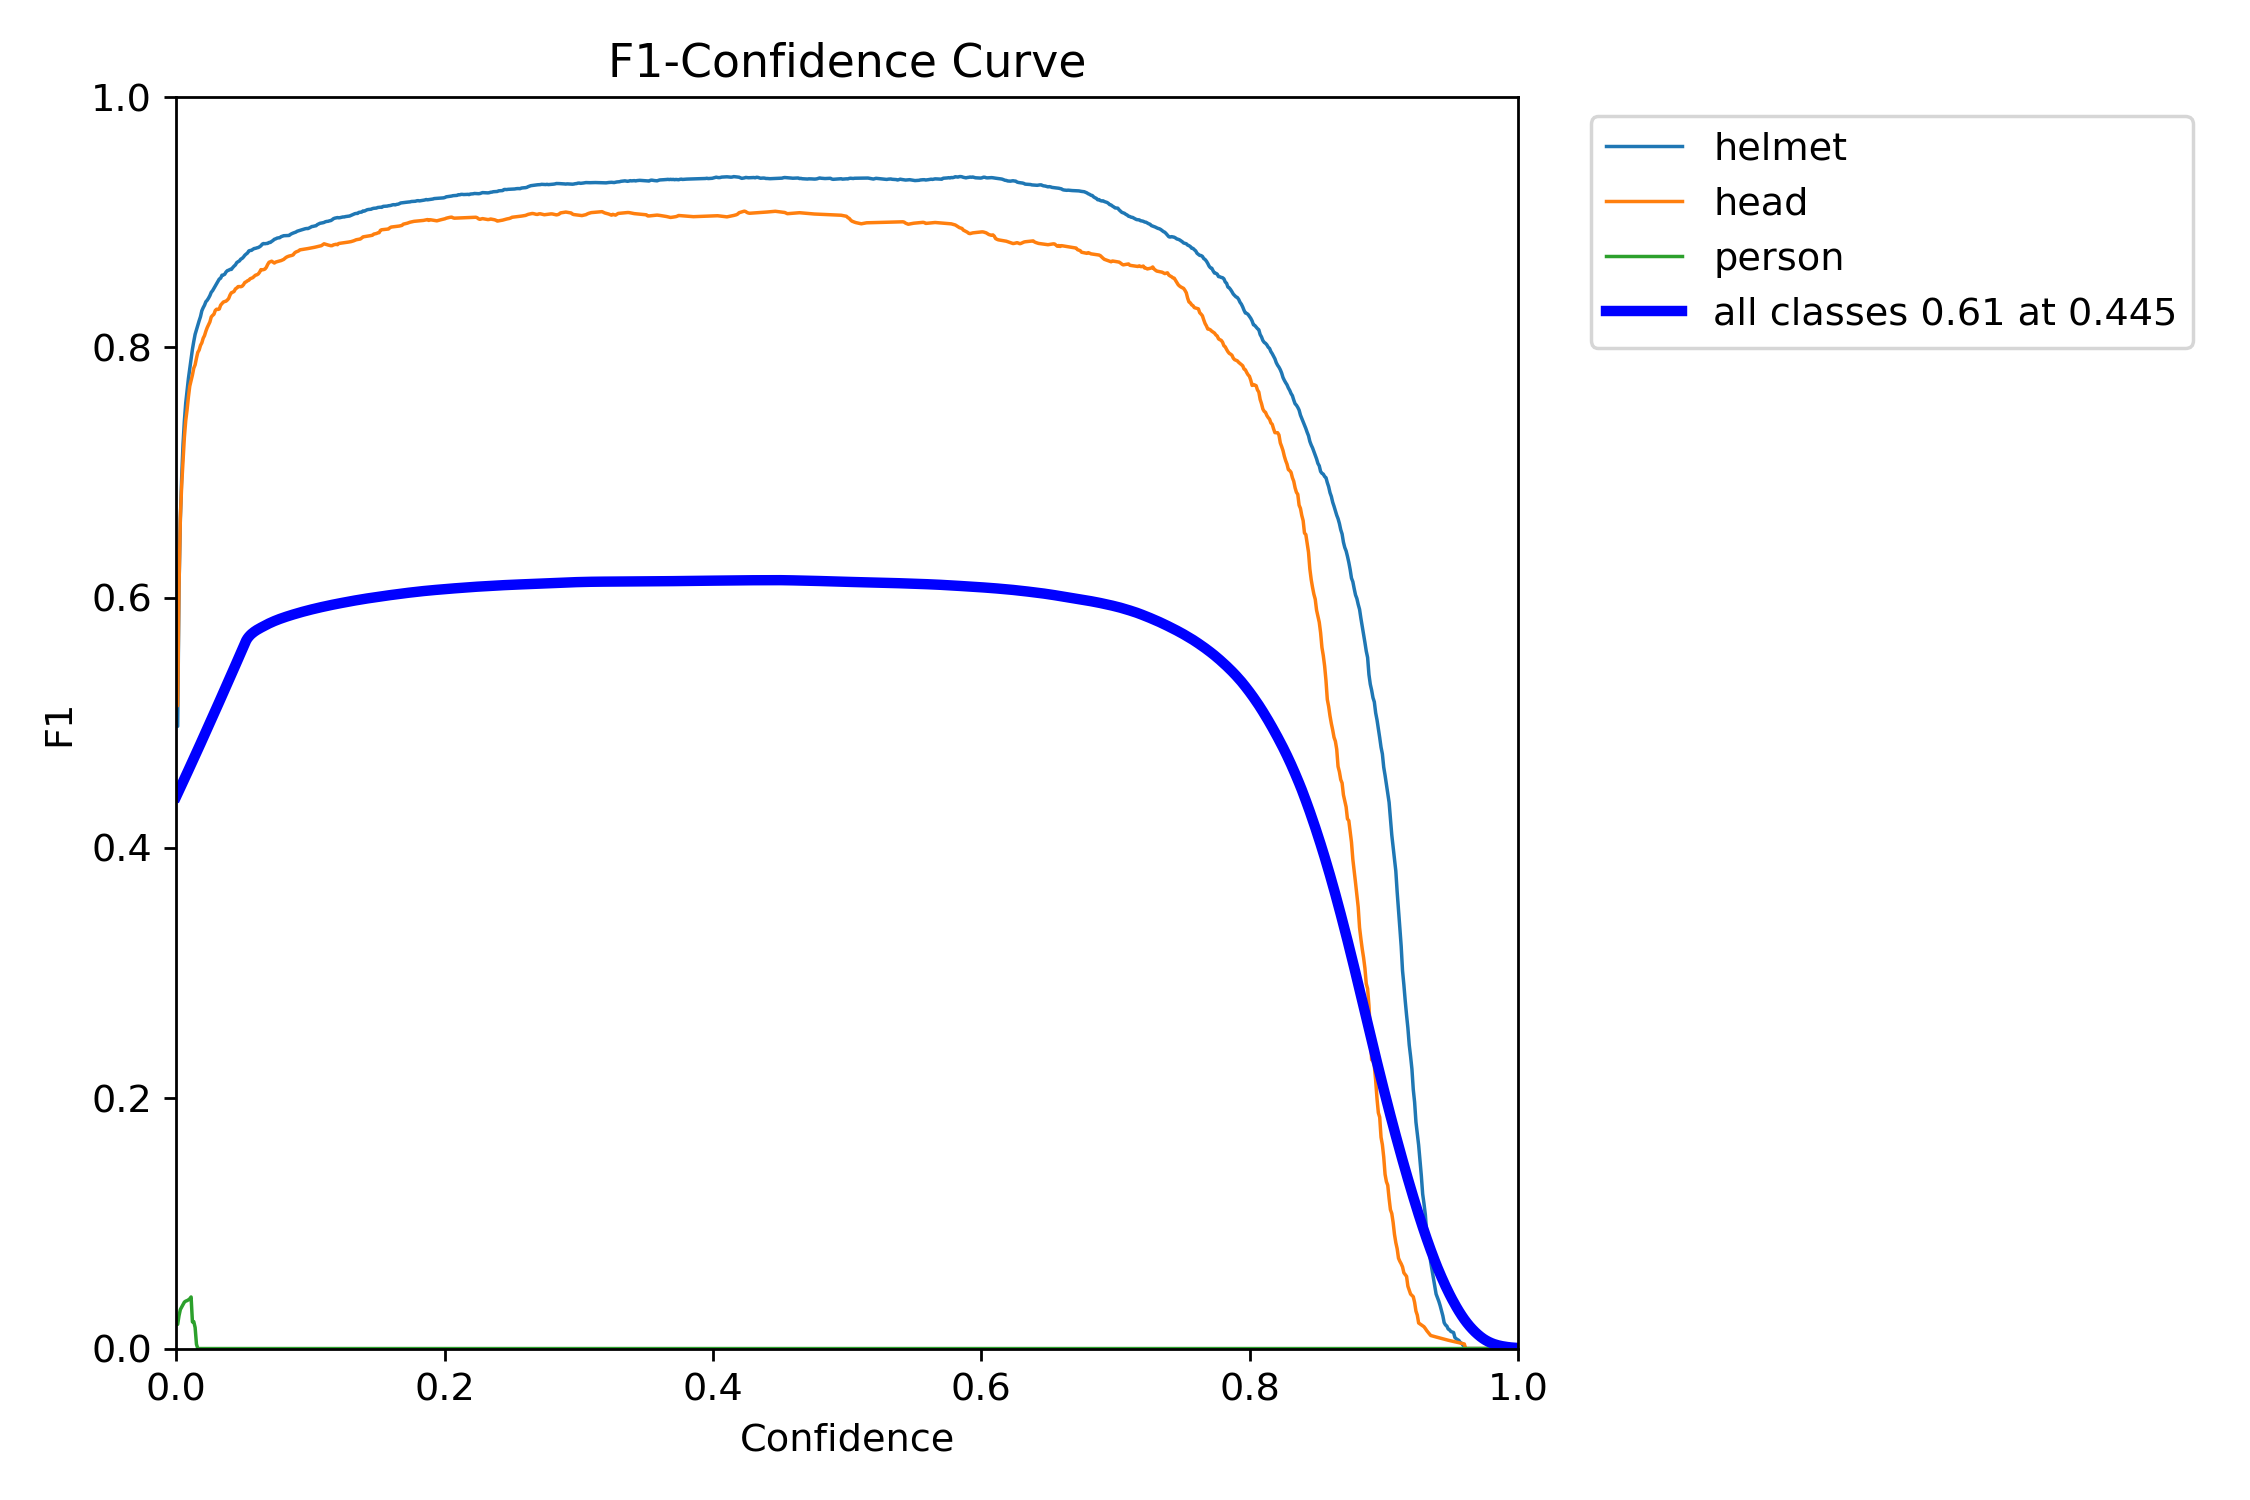 F1-Confidence Curve
helmet
head
person
all classes 0.61 at 0.445
F1
1.0
0.8
0.6
0.4
0.2
0.0
0.0 0.2 0.4 0.6 0.8 1.0
Confidence